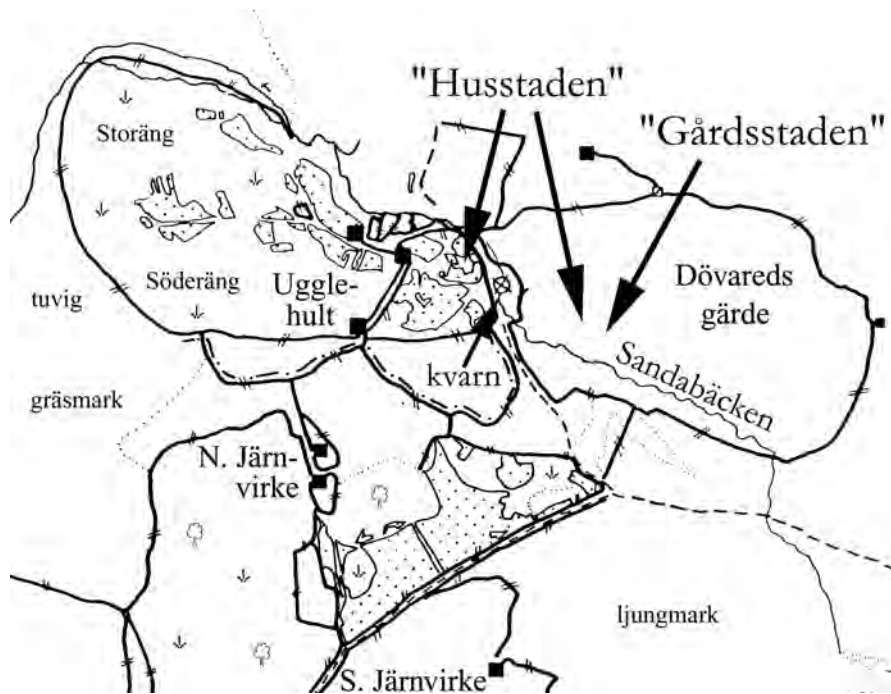 "Husstaden"
"Gårdsstaden"
Storäng
Söderäng
Uggle-
hult
Dövareds
gärde
tuvig
kvarn
Sandabäcken
gräsmark
N. Järn-
virke
ljungmark
S. Järnvirke